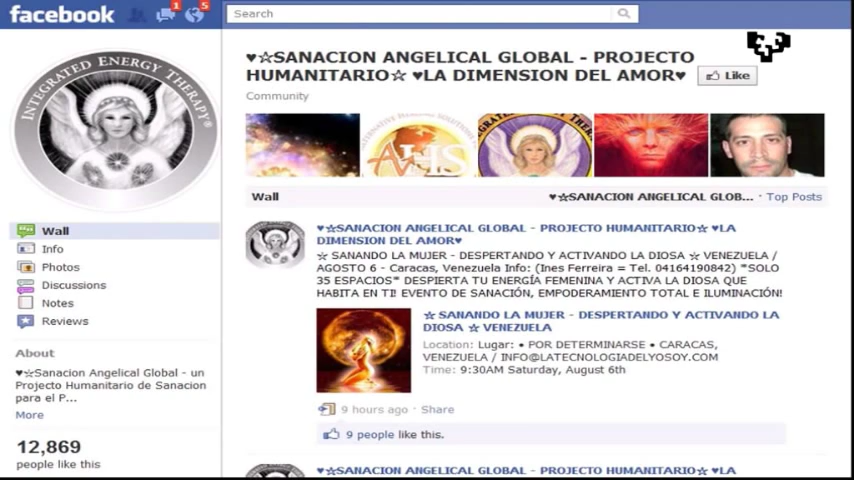 facebook
1
5
Search
♥☆SANACION ANGELICAL GLOBAL - PROJECTO
HUMANITARIO☆ ♥LA DIMENSION DEL AMOR♥
Like
Community
INTEGRATED ENERGY THERAPY®
AHS
Wall
♥☆SANACION ANGELICAL GLOB... · Top Posts
Wall
Info
Photos
Discussions
Notes
Reviews
About
♥☆Sanacion Angelical Global - un
Projecto Humanitario de Sanacion
para el P...
More
12,869
people like this
♥☆SANACION ANGELICAL GLOBAL - PROJECTO HUMANITARIO☆ ♥LA
DIMENSION DEL AMOR♥
☆ SANANDO LA MUJER - DESPERTANDO Y ACTIVANDO LA DIOSA ☆ VENEZUELA /
AGOSTO 6 - Caracas, Venezuela Info: (Ines Ferreira = Tel. 04164190842) *SOLO
35 ESPACIOS* DESPIERTA TU ENERGÍA FEMENINA Y ACTIVA LA DIOSA QUE
HABITA EN TI! EVENTO DE SANACIÓN, EMPODERAMIENTO TOTAL E ILUMINACIÓN!
☆ SANANDO LA MUJER - DESPERTANDO Y ACTIVANDO LA
DIOSA ☆ VENEZUELA
Location: Lugar: • POR DETERMINARSE • CARACAS,
VENEZUELA / INFO@LATECNOLOGIADELYOSOY.COM
Time: 9:30AM Saturday, August 6th
9 hours ago · Share
9 people like this.
♥☆SANACION ANGELICAL GLOBAL - PROJECTO HUMANITARIO☆ ♥LA